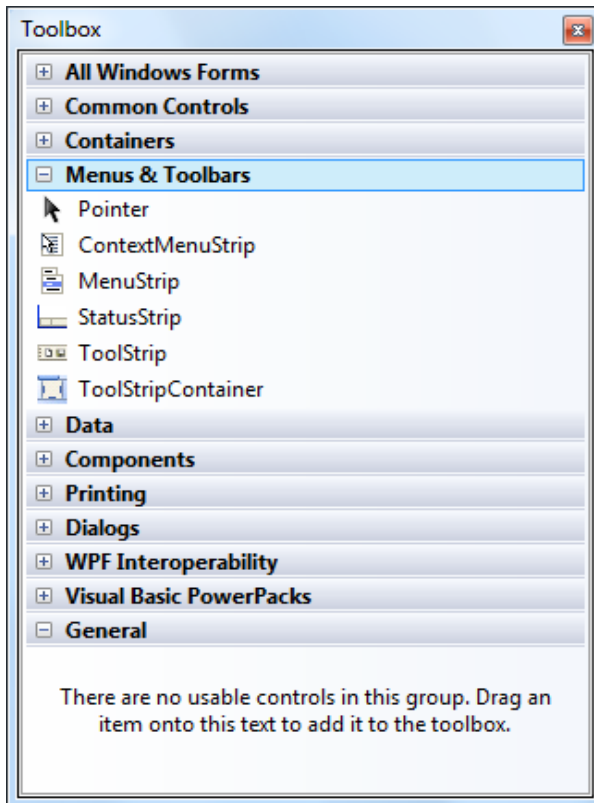 Toolbox
All Windows Forms
Common Controls
Containers
Menus & Toolbars
Pointer
ContextMenuStrip
MenuStrip
StatusStrip
ToolStrip
ToolStripContainer
Data
Components
Printing
Dialogs
WPF Interoperability
Visual Basic PowerPacks
General
There are no usable controls in this group. Drag an
item onto this text to add it to the toolbox.